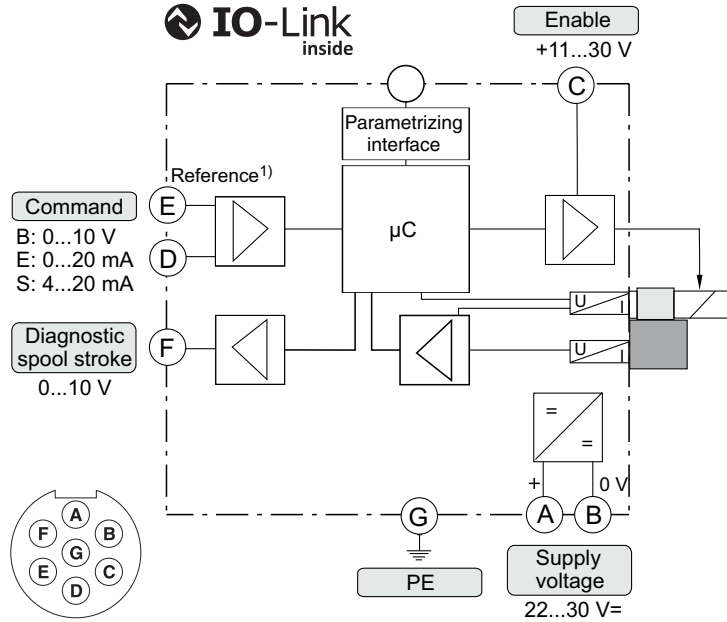 IO-Link
inside
Enable
+11...30 V
C
Parametrizing
interface
Reference1)
E
Command
B: 0...10 V
E: 0...20 mA
S: 4...20 mA
D
µC
U
I
Diagnostic
spool stroke
0...10 V
F
U
I
=
=
+
0 V
G
A
B
PE
Supply
voltage
22...30 V=
A
F
B
G
E
C
D